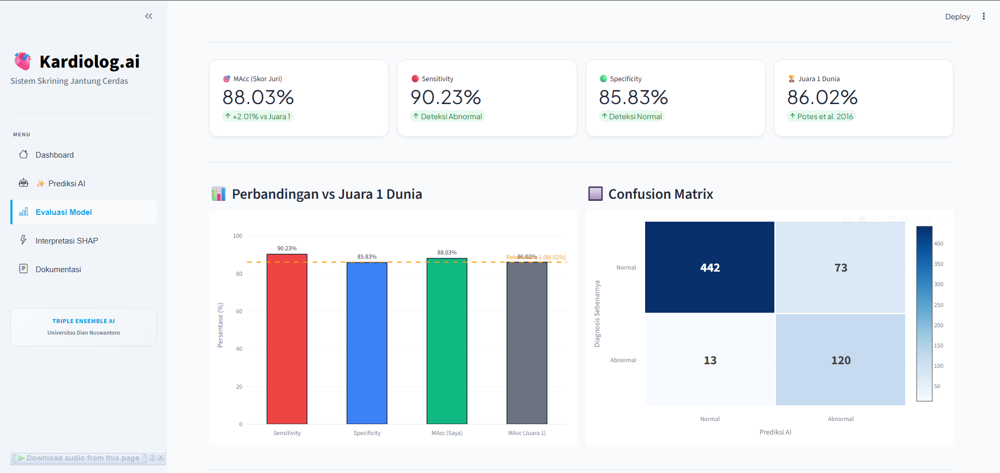 Deploy
Kardiolog.ai
Sistem Skrining Jantung Cerdas
MENU
Dashboard
Prediksi AI
Evaluasi Model
Interpretasi SHAP
Dokumentasi
TRIPLE ENSEMBLE AI
Universitas Dian Nuswantoro
Download audio from this page ? X
MAcc (Skor Juri)
88.03%
↑ +2.01% vs Juara 1
Sensitivity
90.23%
↑ Deteksi Abnormal
Specificity
85.83%
↑ Deteksi Normal
Juara 1 Dunia
86.02%
↑ Potes et al. 2016
Perbandingan vs Juara 1 Dunia
Persentase (%)
100
80
60
40
20
0
90.23%
85.83%
88.03%
86.02%
1 (86.02%)
Sensitivity
Specificity
MAcc (Saya)
MAcc (Juara 1)
Confusion Matrix
Diagnosis Sebenarnya
Normal
Abnormal
442
73
13
120
Normal
Abnormal
Prediksi AI
400
350
300
250
200
150
100
50